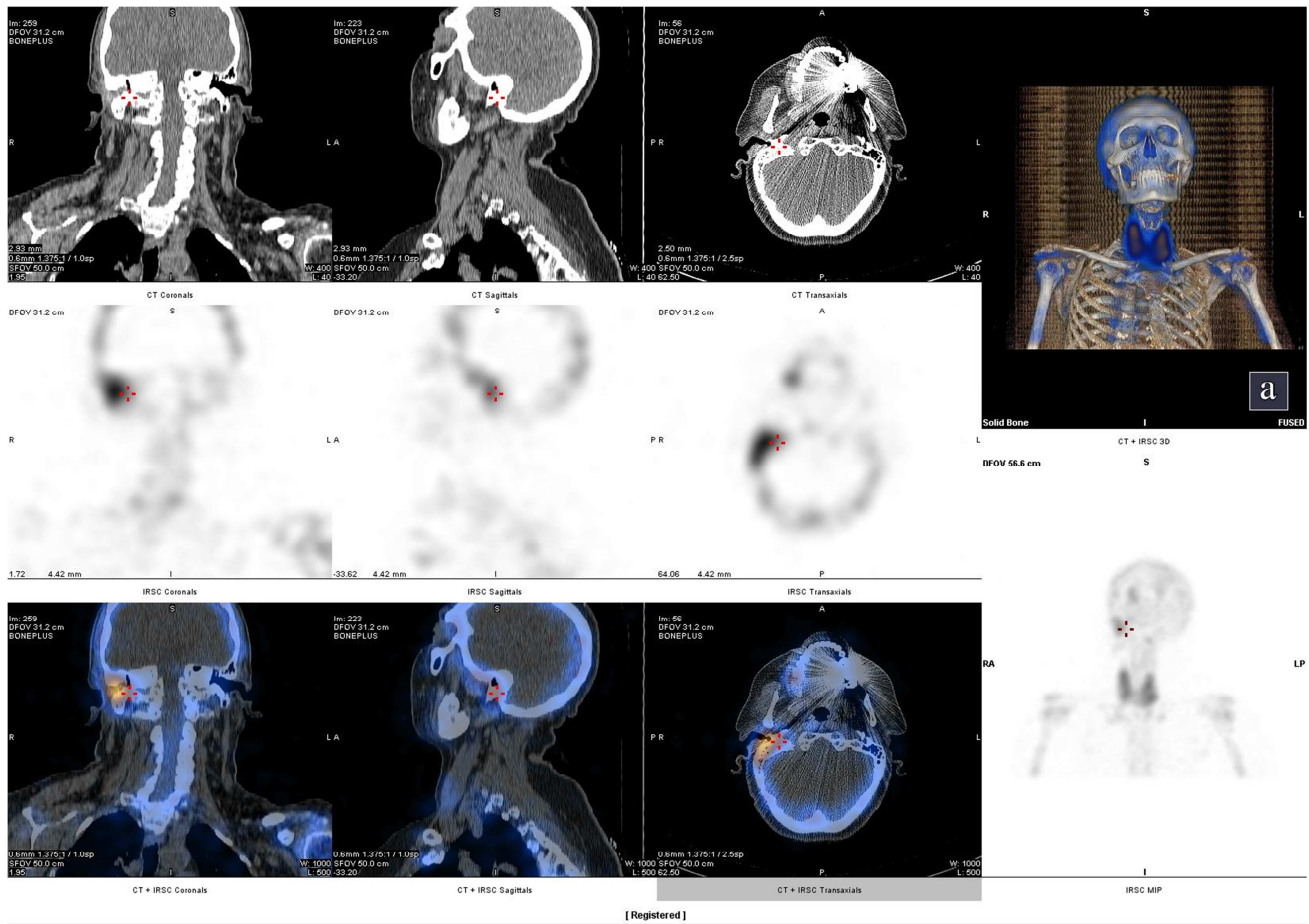 S
Im: 259
DFOV 31.2 cm
BONEPLUS
R
L
2.93 mm
0.6mm 1.375:1 / 1.0sp
SFOV 50.0 cm
1.95
I
W: 400
L: 40
CT Coronals
S
Im: 223
DFOV 31.2 cm
BONEPLUS
A
P
2.93 mm
0.6mm 1.375:1 / 1.0sp
SFOV 50.0 cm
-33.20
I
W: 400
L: 40
CT Sagittals
A
Im: 56
DFOV 31.2 cm
BONEPLUS
R
L
2.50 mm
0.6mm 1.375:1 / 2.5sp
SFOV 50.0 cm
62.50
P
W: 400
L: 40
CT Transaxials
S
R
L
a
Solid Bone
I
FUSED
CT + IRSC 3D
DFOV 31.2 cm
S
R
L
1.72 4.42 mm
I
IRSC Coronals
DFOV 31.2 cm
S
A
P
-33.62 4.42 mm
I
IRSC Sagittals
DFOV 31.2 cm
A
R
L
64.06 4.42 mm
P
IRSC Transaxials
DFOV 56.6 cm
S
RA
LP
I
IRSC MIP
S
Im: 259
DFOV 31.2 cm
BONEPLUS
R
L
0.6mm 1.375:1 / 1.0sp
SFOV 50.0 cm
1.95
I
W: 1000
L: 500
CT + IRSC Coronals
S
Im: 223
DFOV 31.2 cm
BONEPLUS
A
P
0.6mm 1.375:1 / 1.0sp
SFOV 50.0 cm
-33.20
I
W: 1000
L: 500
CT + IRSC Sagittals
A
Im: 56
DFOV 31.2 cm
BONEPLUS
R
L
0.6mm 1.375:1 / 2.5sp
SFOV 50.0 cm
62.50
P
W: 1000
L: 500
CT + IRSC Transaxials
[ Registered ]